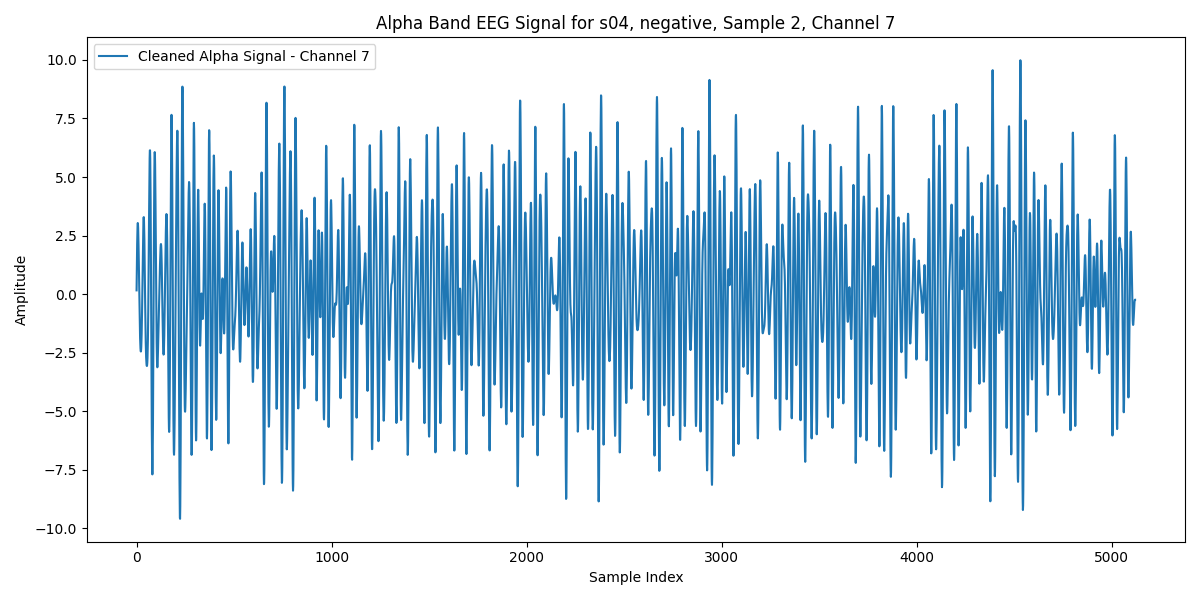 Alpha Band EEG Signal for s04, negative, Sample 2, Channel 7
Cleaned Alpha Signal - Channel 7
10.0
7.5
5.0
2.5
0.0
−2.5
−5.0
−7.5
−10.0
Amplitude
0 1000 2000 3000 4000 5000
Sample Index